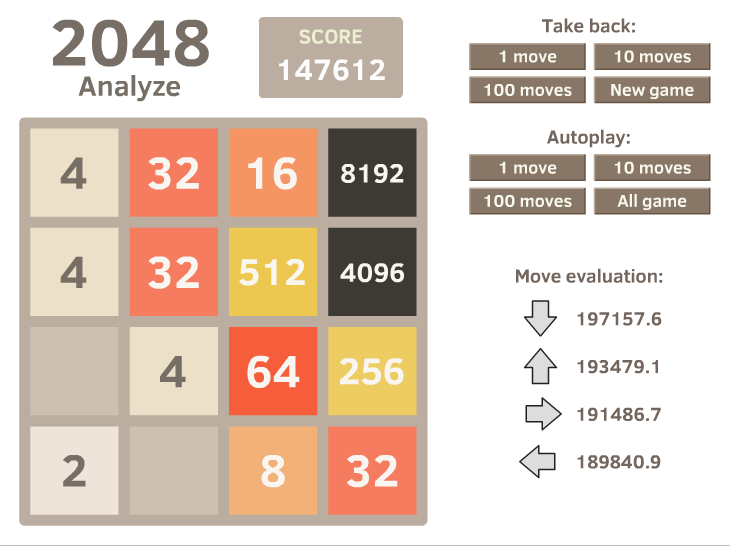 2048
Analyze
SCORE
147612
4 32 16 8192
4 32 512 4096
4 64 256
2 8 32
Take back:
1 move 10 moves
100 moves New game
Autoplay:
1 move 10 moves
100 moves All game
Move evaluation:
197157.6
193479.1
191486.7
189840.9